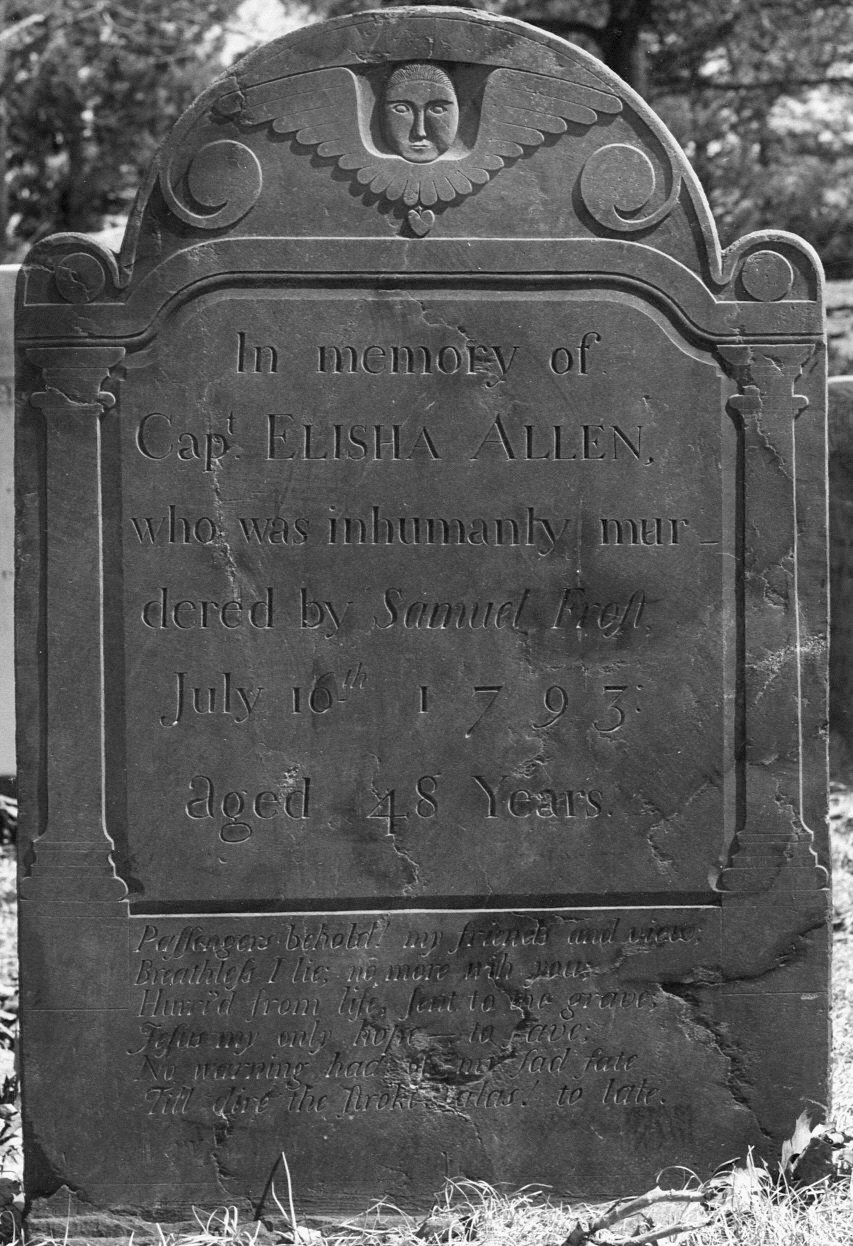 In memory of
Capᵗ. ELISHA ALLEN,
who was inhumanly mur-
dered by Samuel Froſt,
July 16ᵗʰ 1793:
aged 48 Years.
Paſſengers behold! my friends and view,
Breathleſs I lie; no more with you;
Hurri'd from life, ſent to the grave;
Jeſus my only hope to ſave;
No warning had of my ſad fate
Till dire the ſtroke alas! to late.